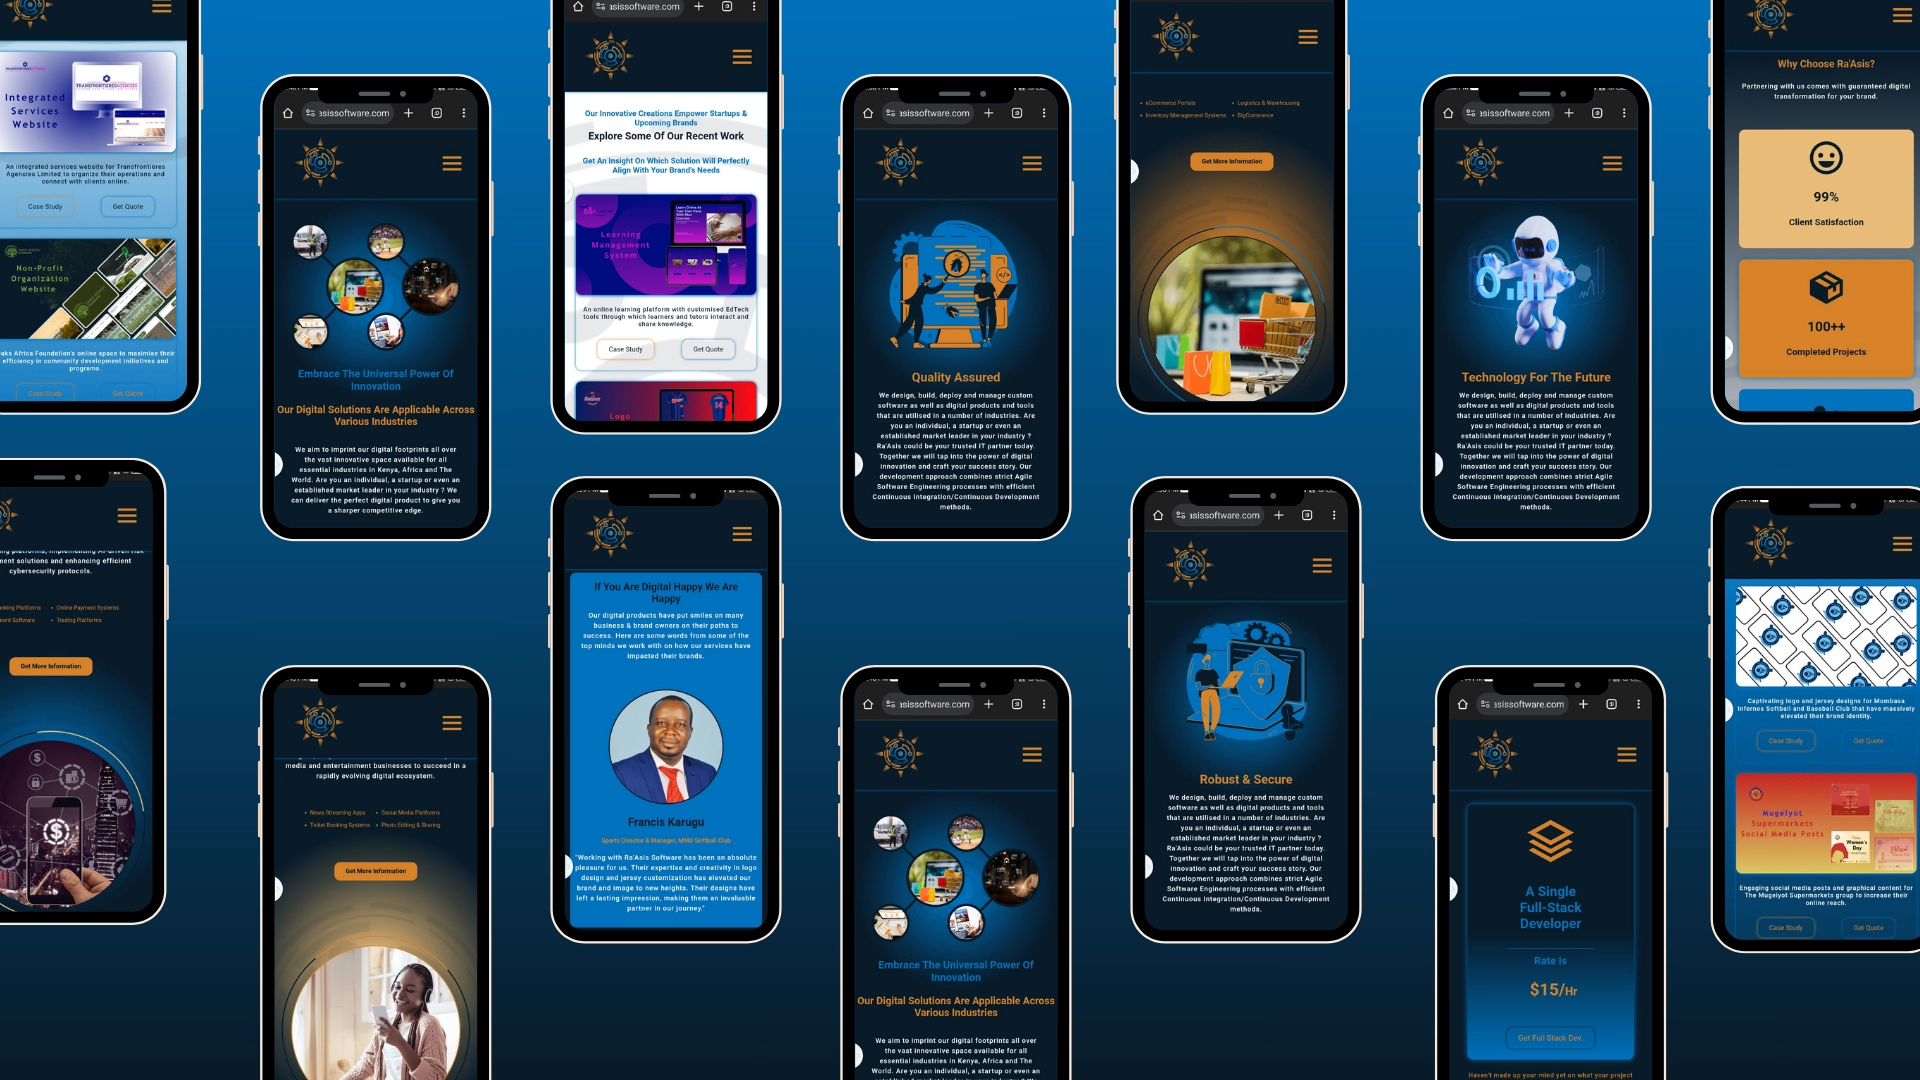 TRANSFRONTIERES AGENCIES
Integrated
Services
Website
An integrated services website for Transfrontières
Agencies Limited to organize their operations and
connect with clients online.
Case Study
Get Quote
Non-Profit
Organization
Website
aks Africa Foundation's online space to maximise their
efficiency in community development initiatives and
programs.
Case Study
Get Quote
ng platforms, implementing AI-driven risk
ment solutions and enhancing efficient
cybersecurity protocols.
nking Platforms
• Online Payment Systems
ment Software
• Trading Platforms
Get More Information
asissoftware.com
Embrace The Universal Power Of
Innovation
Our Digital Solutions Are Applicable Across
Various Industries
We aim to imprint our digital footprints all over
the vast innovative space available for all
essential industries in Kenya, Africa and The
World. Are you an individual, a startup or even an
established market leader in your industry ? We
can deliver the perfect digital product to give you
a sharper competitive edge.
media and entertainment businesses to succeed in a
rapidly evolving digital ecosystem.
• News Streaming Apps
• Social Media Platforms
• Ticket Booking Systems
• Photo Editing & Sharing
Get More Information
asissoftware.com
Our Innovative Creations Empower Startups &
Upcoming Brands
Explore Some Of Our Recent Work
Get An Insight On Which Solution Will Perfectly
Align With Your Brand's Needs
Learning
Management
System
An online learning platform with customised EdTech
tools through which learners and tutors interact and
share knowledge.
Case Study
Get Quote
Logo
If You Are Digital Happy We Are
Happy
Our digital products have put smiles on many
business & brand owners on their paths to
success. Here are some words from some of the
top minds we work with on how our services have
impacted their brands.
Francis Karugu
Sports Director & Manager, MMU Softball Club
"Working with Ra'Asis Software has been an absolute
pleasure for us. Their expertise and creativity in logo
design and jersey customization has elevated our
brand and image to new heights. Their designs have
left a lasting impression, making them an invaluable
partner in our journey."
asissoftware.com
Quality Assured
We design, build, deploy and manage custom
software as well as digital products and tools
that are utilised in a number of industries. Are
you an individual, a startup or even an
established market leader in your industry ?
Ra'Asis could be your trusted IT partner today.
Together we will tap into the power of digital
innovation and craft your success story. Our
development approach combines strict Agile
Software Engineering processes with efficient
Continuous Integration/Continuous Development
methods.
asissoftware.com
Embrace The Universal Power Of
Innovation
Our Digital Solutions Are Applicable Across
Various Industries
We aim to imprint our digital footprints all over
the vast innovative space available for all
essential industries in Kenya, Africa and The
World. Are you an individual, a startup or even an
• eCommerce Portals
• Logistics & Warehousing
• Inventory Management Systems
• BigCommerce
Get More Information
asissoftware.com
Robust & Secure
We design, build, deploy and manage custom
software as well as digital products and tools
that are utilised in a number of industries. Are
you an individual, a startup or even an
established market leader in your industry ?
Ra'Asis could be your trusted IT partner today.
Together we will tap into the power of digital
innovation and craft your success story. Our
development approach combines strict Agile
Software Engineering processes with efficient
Continuous Integration/Continuous Development
methods.
asissoftware.com
Technology For The Future
We design, build, deploy and manage custom
software as well as digital products and tools
that are utilised in a number of industries. Are
you an individual, a startup or even an
established market leader in your industry ?
Ra'Asis could be your trusted IT partner today.
Together we will tap into the power of digital
innovation and craft your success story. Our
development approach combines strict Agile
Software Engineering processes with efficient
Continuous Integration/Continuous Development
methods.
asissoftware.com
A Single
Full-Stack
Developer
Rate Is
$15/Hr
Get Full Stack Dev.
Haven't made up your mind yet on what your project
Why Choose Ra'Asis?
Partnering with us comes with guaranteed digital
transformation for your brand.
99%
Client Satisfaction
100++
Completed Projects
Captivating logo and jersey designs for Mombasa
Infernos Softball and Baseball Club that have massively
elevated their brand identity.
Case Study
Get Quote
Mugelyot
Supermarkets
Social Media Posts
Women's
Day
Engaging social media posts and graphical content for
The Mugelyot Supermarkets group to increase their
online reach.
Case Study
Get Quote